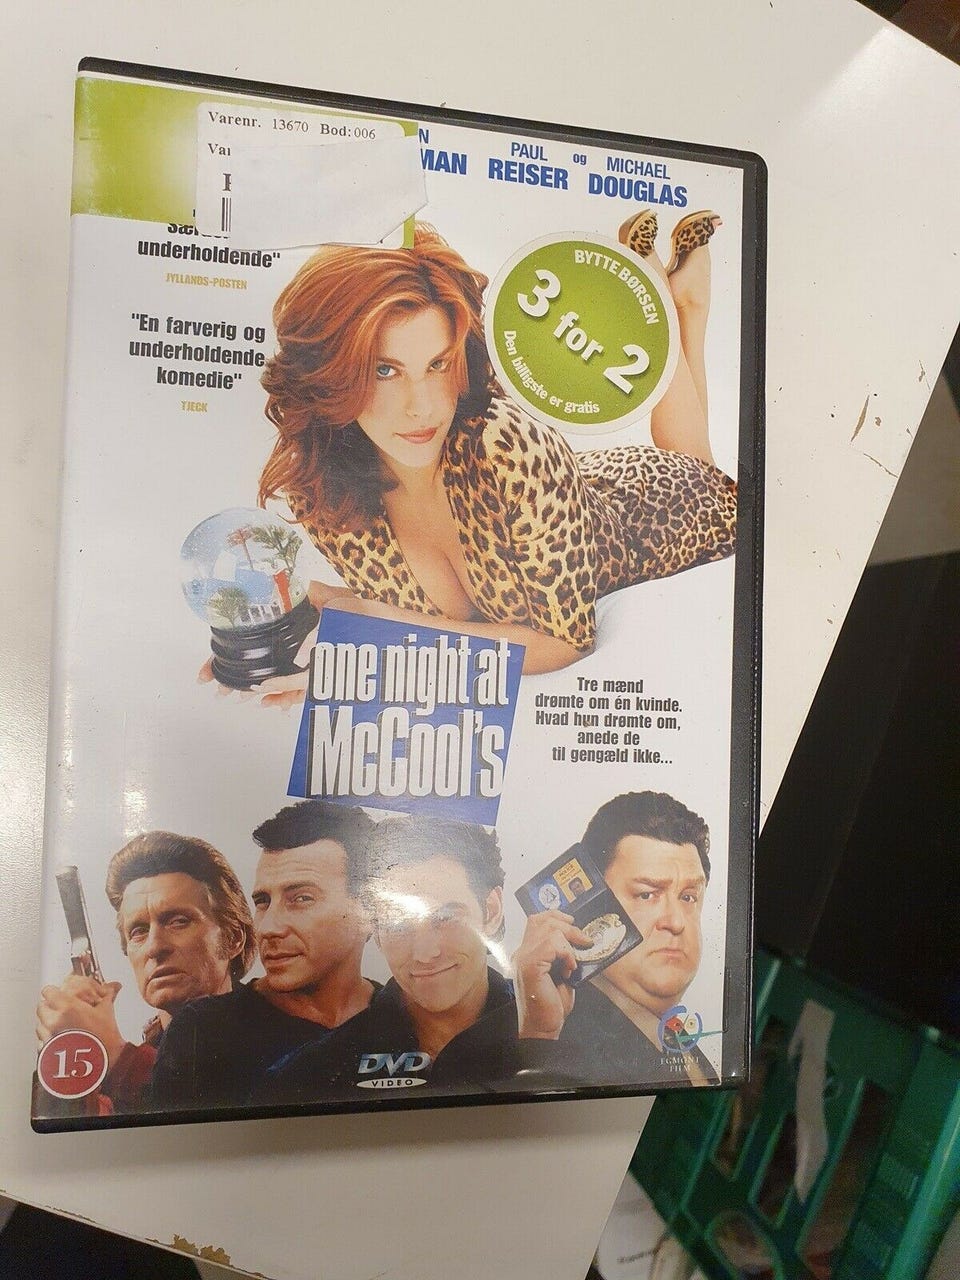 Varenr. 13670 Bod:006
N
MAN
PAUL
REISER
og
MICHAEL
DOUGLAS
underholdende"
JYLLANDS-POSTEN
"En farverig og
underholdende
komedie"
TJECK
BYTTEBØRSEN
3 for 2
Den billigste er gratis
one night at
McCool's
Tre mænd
drømte om én kvinde.
Hvad hun drømte om,
anede de
til gengæld ikke...
15
DVD
VIDEO
EGMONT
FILM